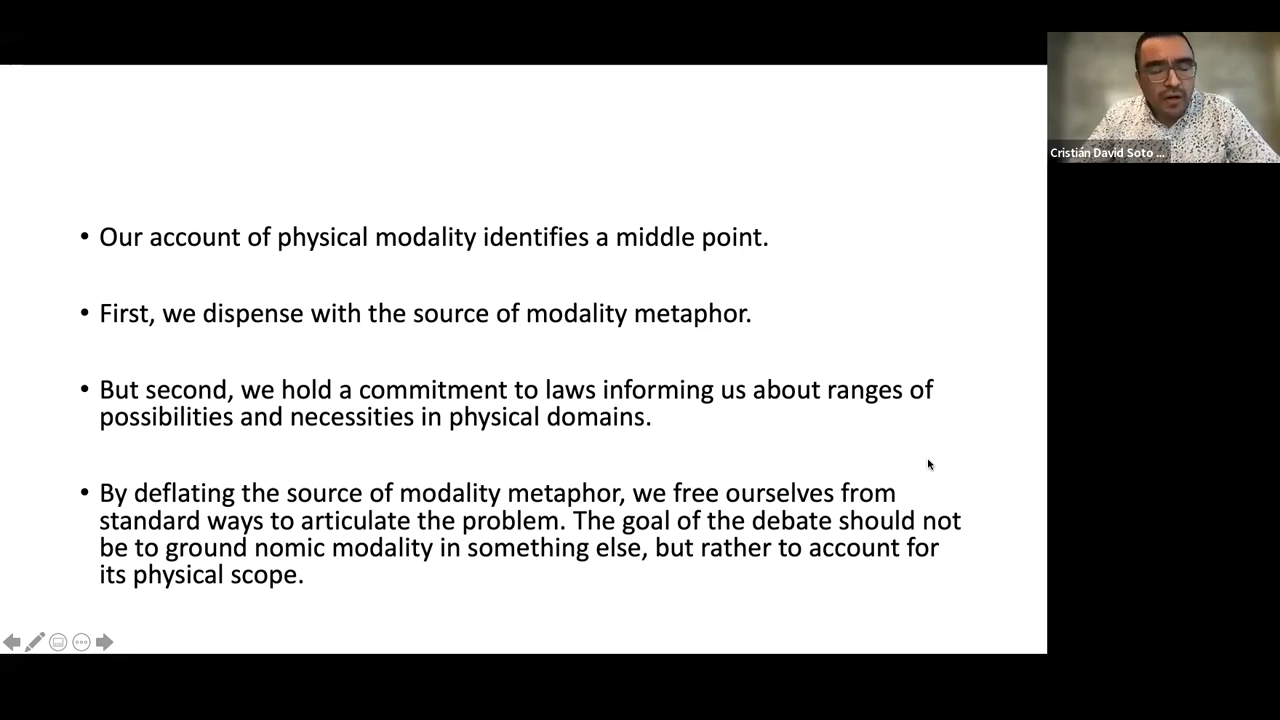 • Our account of physical modality identifies a middle point.
• First, we dispense with the source of modality metaphor.
• But second, we hold a commitment to laws informing us about ranges of
possibilities and necessities in physical domains.
• By deflating the source of modality metaphor, we free ourselves from
standard ways to articulate the problem. The goal of the debate should not
be to ground nomic modality in something else, but rather to account for
its physical scope.
Cristián David Soto ...